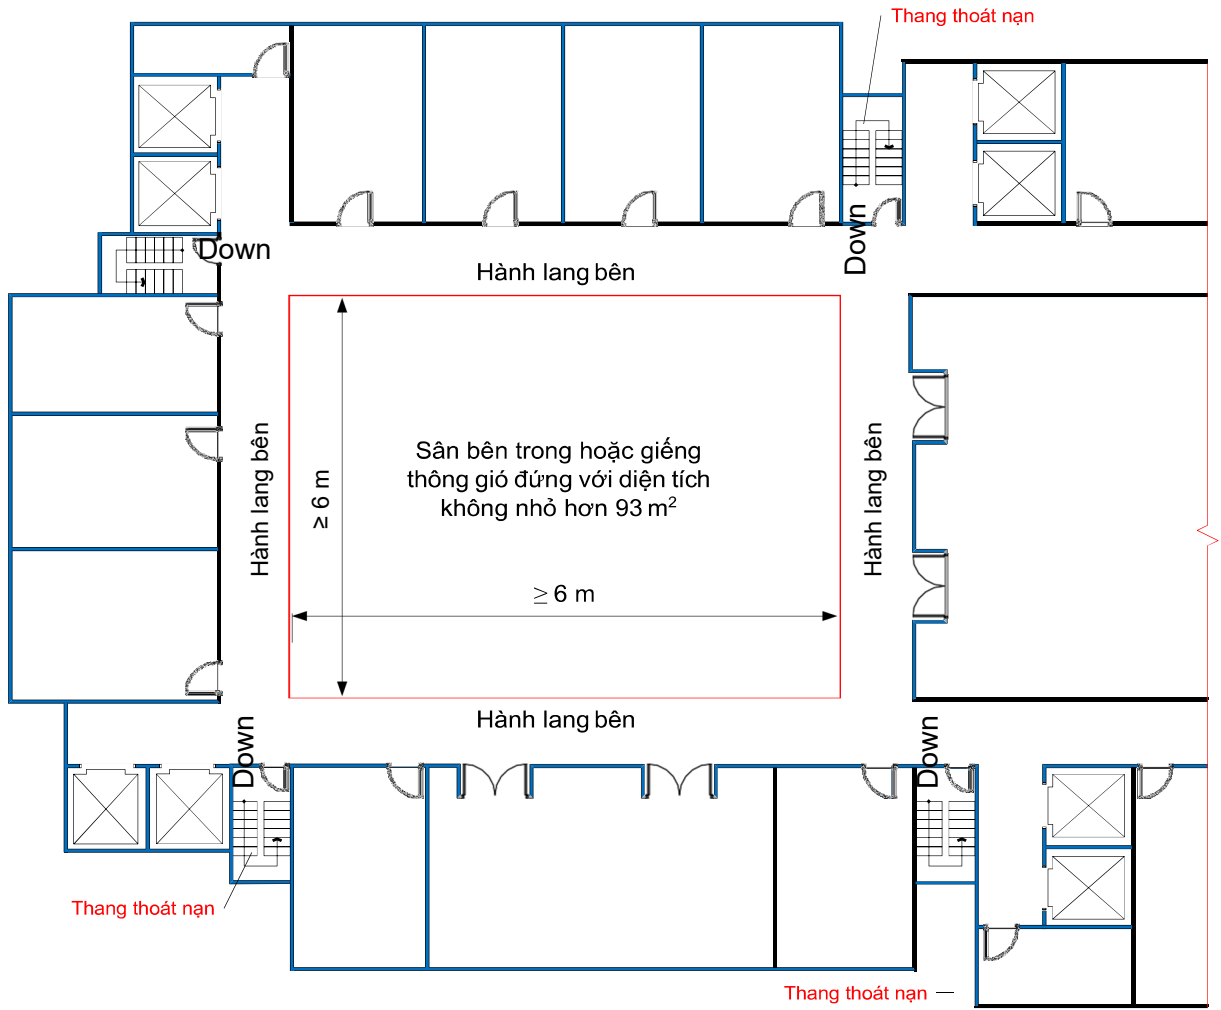 Thang thoát nạn
Down
Down
Hành lang bên
Hành lang bên
≥ 6 m
Sân bên trong hoặc giếng
thông gió đứng với diện tích
không nhỏ hơn 93 m²
Hành lang bên
≥ 6 m
Hành lang bên
Down
Down
Thang thoát nạn
Thang thoát nạn